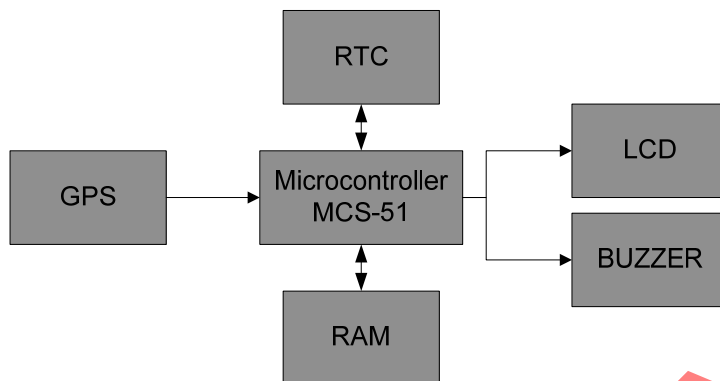 RTC
GPS
Microcontroller
MCS-51
LCD
BUZZER
RAM